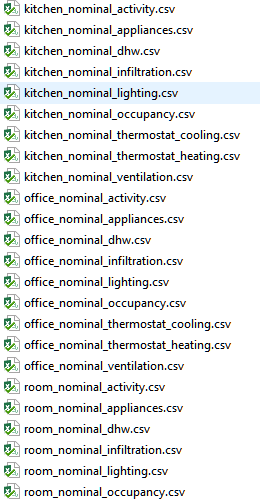 kitchen_nominal_activity.csv
kitchen_nominal_appliances.csv
kitchen_nominal_dhw.csv
kitchen_nominal_infiltration.csv
kitchen_nominal_lighting.csv
kitchen_nominal_occupancy.csv
kitchen_nominal_thermostat_cooling.csv
kitchen_nominal_thermostat_heating.csv
kitchen_nominal_ventilation.csv
office_nominal_activity.csv
office_nominal_appliances.csv
office_nominal_dhw.csv
office_nominal_infiltration.csv
office_nominal_lighting.csv
office_nominal_occupancy.csv
office_nominal_thermostat_cooling.csv
office_nominal_thermostat_heating.csv
office_nominal_ventilation.csv
room_nominal_activity.csv
room_nominal_appliances.csv
room_nominal_dhw.csv
room_nominal_infiltration.csv
room_nominal_lighting.csv
room_nominal_occupancy.csv